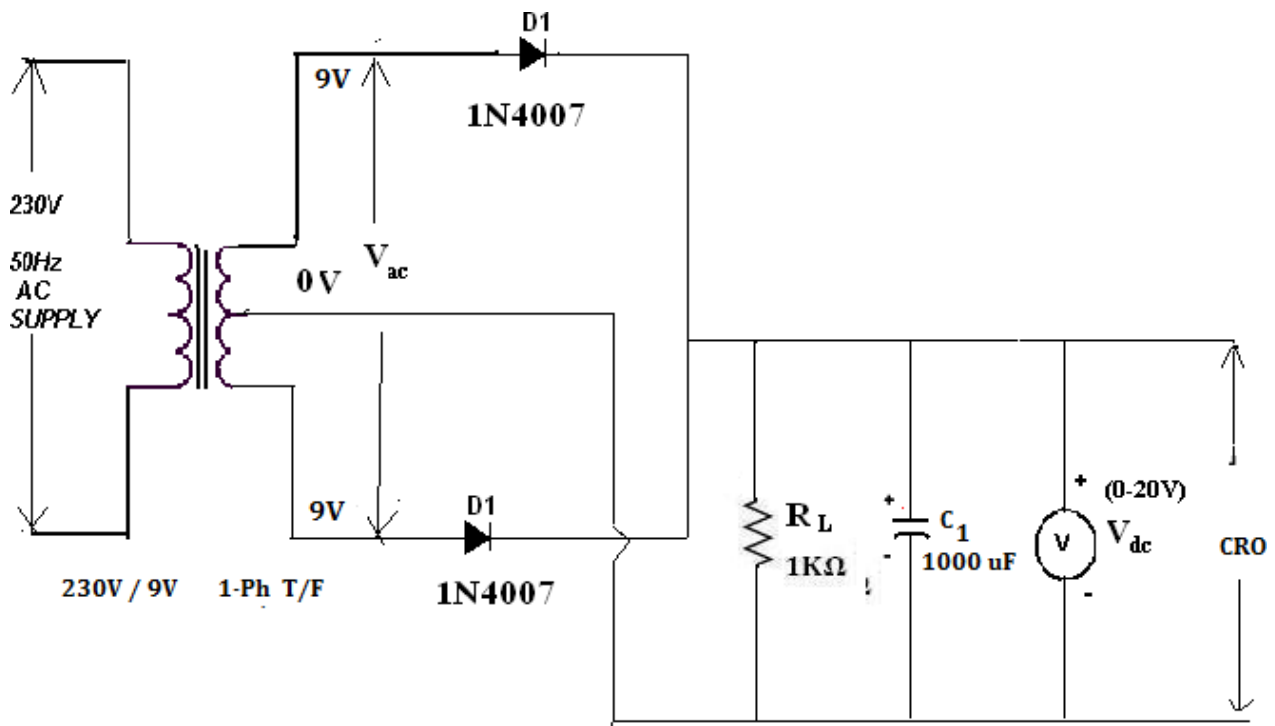 D1
9V
1N4007
230V
50Hz
AC
SUPPLY
0 V
Vac
9V
D1
1N4007
230V / 9V 1-Ph T/F
RL
1KΩ
+
-
C1
1000 uF
+
(0-20V)
V
Vdc
-
CRO